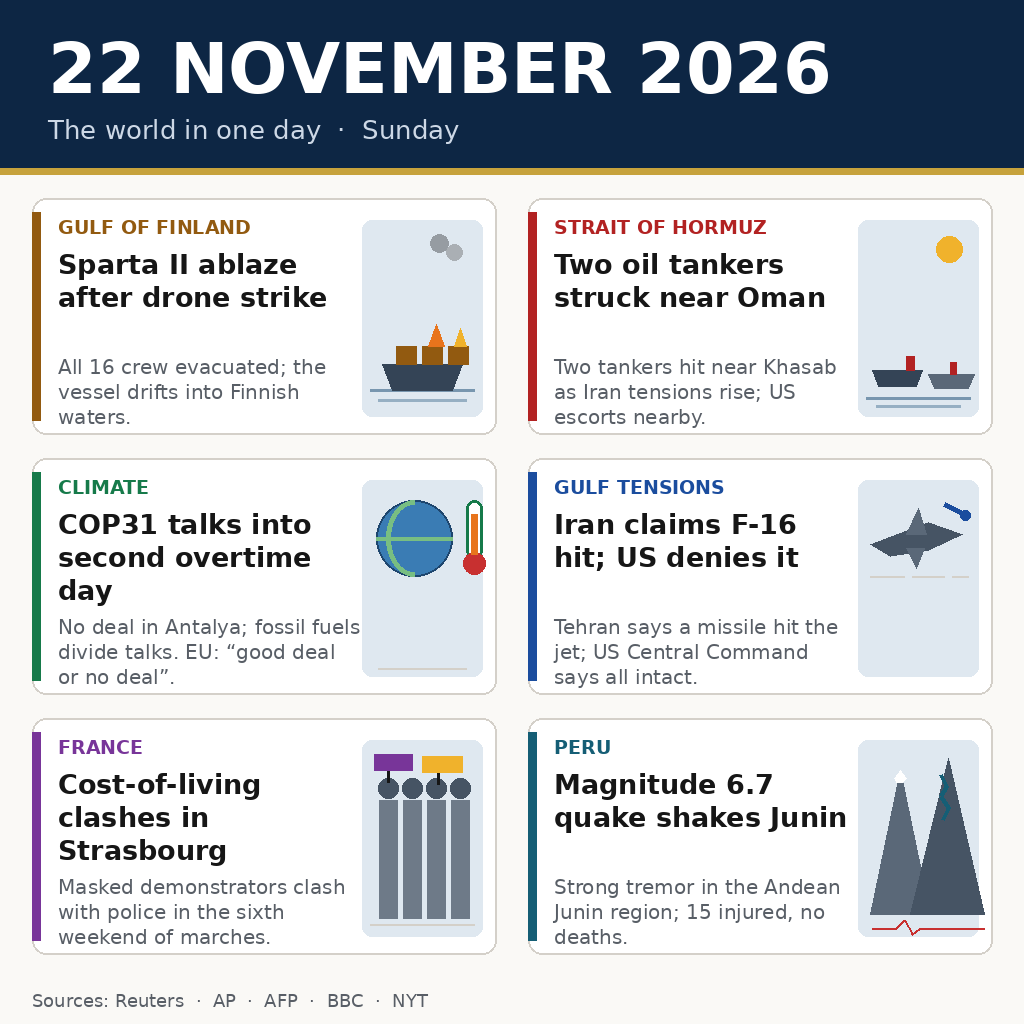 22 NOVEMBER 2026
The world in one day · Sunday
GULF OF FINLAND
Sparta II ablaze
after drone strike
All 16 crew evacuated; the
vessel drifts into Finnish
waters.
STRAIT OF HORMUZ
Two oil tankers
struck near Oman
Two tankers hit near Khasab
as Iran tensions rise; US
escorts nearby.
CLIMATE
COP31 talks into
second overtime
day
No deal in Antalya; fossil fuels
divide talks. EU: “good deal
or no deal”.
GULF TENSIONS
Iran claims F-16
hit; US denies it
Tehran says a missile hit the
jet; US Central Command
says all intact.
FRANCE
Cost-of-living
clashes in
Strasbourg
Masked demonstrators clash
with police in the sixth
weekend of marches.
PERU
Magnitude 6.7
quake shakes Junin
Strong tremor in the Andean
Junin region; 15 injured, no
deaths.
Sources: Reuters · AP · AFP · BBC · NYT